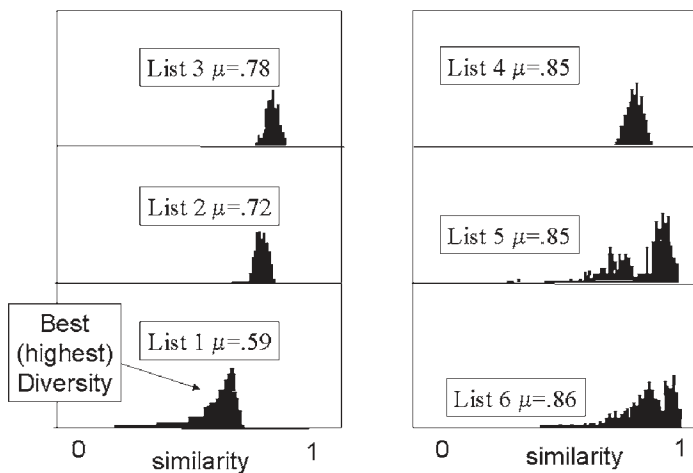 List 3 μ=.78
List 4 μ=.85
List 2 μ=.72
List 5 μ=.85
Best
(highest)
Diversity
List 1 μ=.59
List 6 μ=.86
0 1
similarity
0 1
similarity